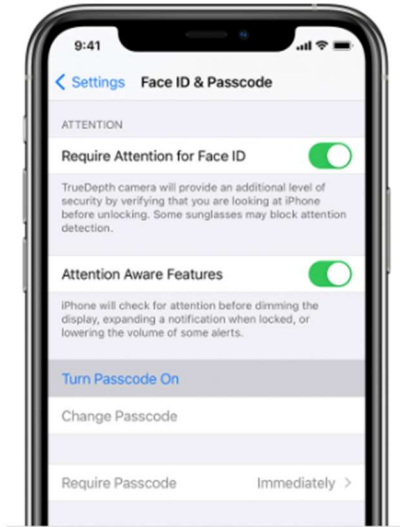 9:41
Settings Face ID & Passcode
ATTENTION
Require Attention for Face ID
TrueDepth camera will provide an additional level of
security by verifying that you are looking at iPhone
before unlocking. Some sunglasses may block attention
detection.
Attention Aware Features
iPhone will check for attention before dimming the
display, expanding a notification when locked, or
lowering the volume of some alerts.
Turn Passcode On
Change Passcode
Require Passcode Immediately